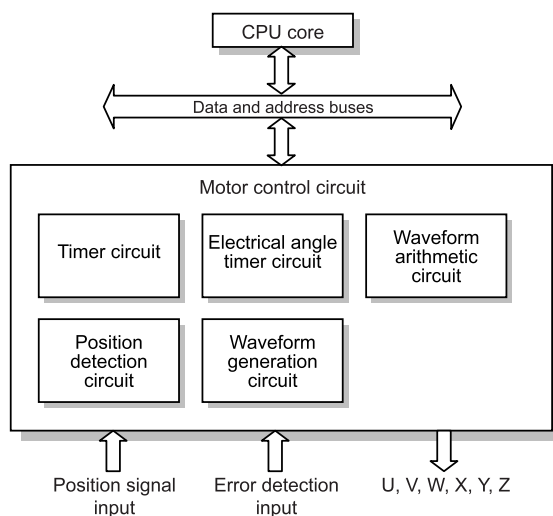 CPU core
Data and address buses
Motor control circuit
Timer circuit
Electrical angle
timer circuit
Waveform
arithmetic
circuit
Position
detection
circuit
Waveform
generation
circuit
Position signal
input
Error detection
input
U, V, W, X, Y, Z